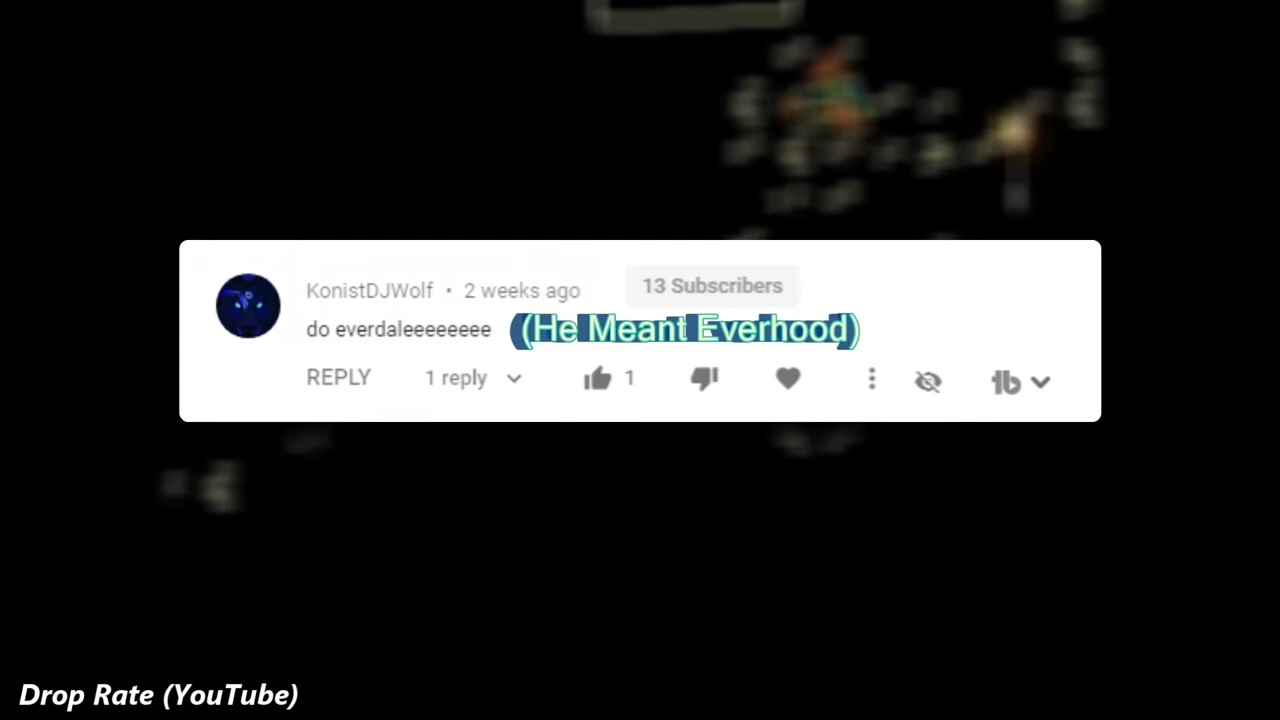 KonistDJWolf • 2 weeks ago 13 Subscribers
do everdaleeeeeeee (He Meant Everhood)
REPLY 1 reply 1
Drop Rate (YouTube)